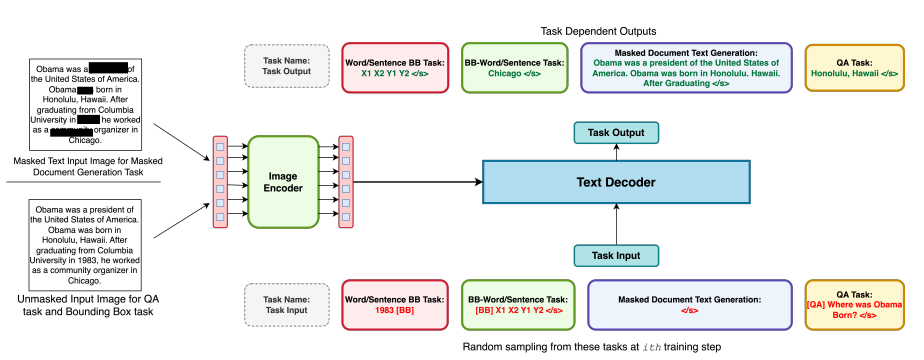 Task Dependent Outputs
Task Name:
Task Output
Word/Sentence BB Task:
X1 X2 Y1 Y2 </s>
BB-Word/Sentence Task:
Chicago </s>
Masked Document Text Generation:
Obama was a president of the United States of
America. Obama was born in Honolulu. Hawaii.
After Graduating </s>
QA Task:
Honolulu, Hawaii </s>
Obama was a of
the United States of America.
Obama born in
Honolulu, Hawaii. After
graduating from Columbia
University in he worked
as a community organizer in
Chicago.
Masked Text Input Image for Masked
Document Generation Task
Obama was a president of
the United States of America.
Obama was born in
Honolulu, Hawaii. After
graduating from Columbia
University in 1983, he worked
as a community organizer in
Chicago.
Unmasked Input Image for QA
task and Bounding Box task
Image
Encoder
Task Output
Text Decoder
Task Input
Task Name:
Task Input
Word/Sentence BB Task:
1983 [BB]
BB-Word/Sentence Task:
[BB] X1 X2 Y1 Y2 </s>
Masked Document Text Generation:
</s>
QA Task:
[QA] Where was Obama
Born? </s>
Random sampling from these tasks at ith training step